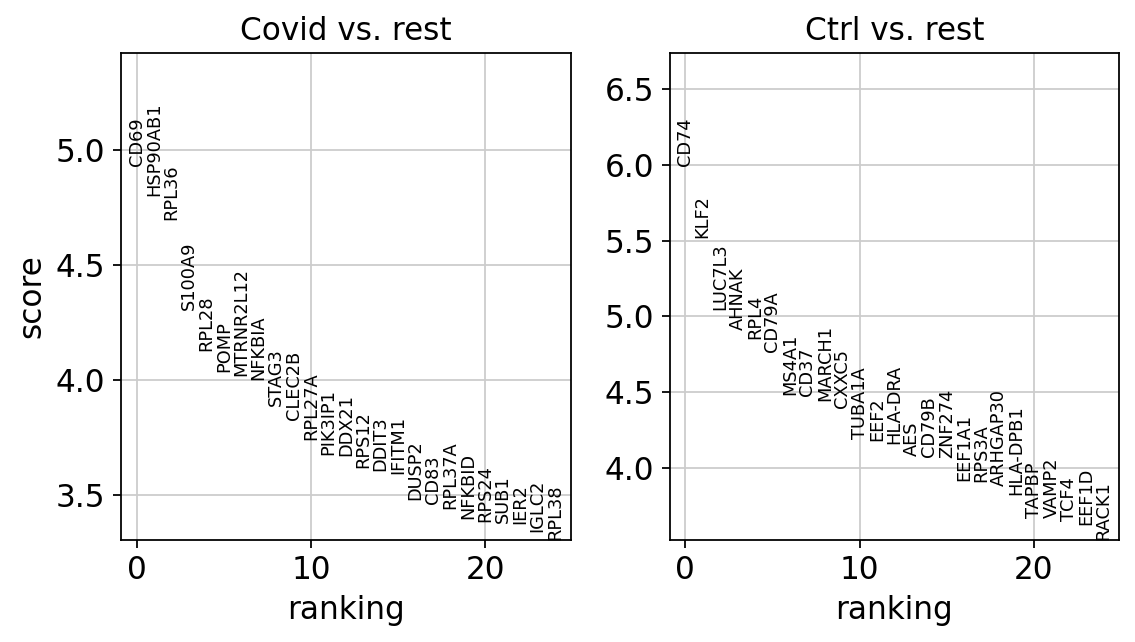 Covid vs. rest
score
5.0
4.5
4.0
3.5
CD69
HSP90AB1
RPL36
S100A9
RPL28
POMP
MTRNR2L12
NFKBIA
STAG3
CLEC2B
RPL27A
PIK3IP1
DDX21
RPS12
DDIT3
IFITM1
DUSP2
CD83
RPL37A
NFKBID
RPS24
SUB1
IER2
IGLC2
RPL38
0 10 20
ranking
Ctrl vs. rest
6.5
6.0
5.5
5.0
4.5
4.0
CD74
KLF2
LUC7L3
AHNAK
RPL4
CD79A
MS4A1
CD37
MARCH1
CXXC5
TUBA1A
EEF2
HLA-DRA
AES
CD79B
ZNF274
EEF1A1
RPS3A
ARHGAP30
HLA-DPB1
TAPBP
VAMP2
TCF4
EEF1D
RACK1
0 10 20
ranking